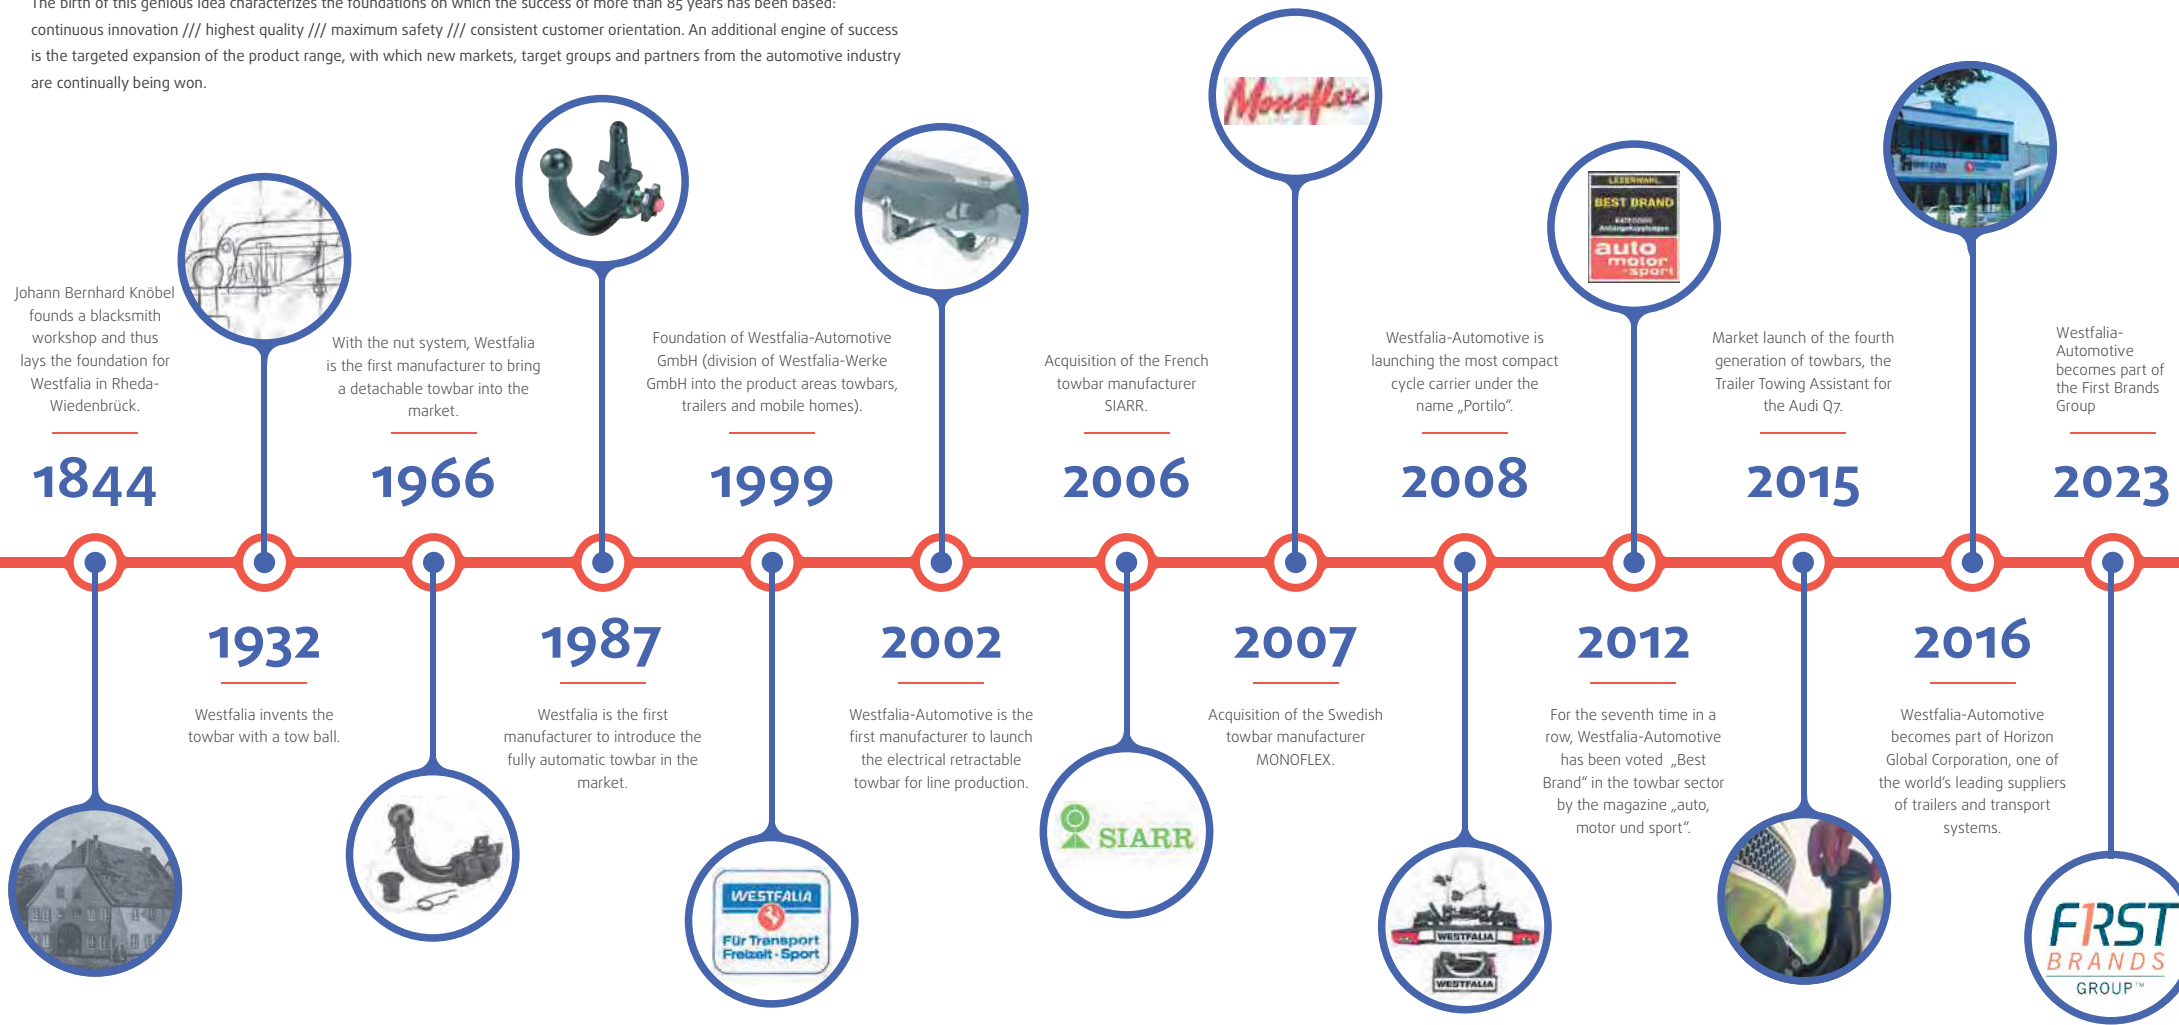 The birth of this genious idea characterizes the foundations on which the success of more than 85 years has been based:
continuous innovation /// highest quality /// maximum safety /// consistent customer orientation. An additional engine of success
is the targeted expansion of the product range, with which new markets, target groups and partners from the automotive industry
are continually being won.
Johann Bernhard Knöbel
founds a blacksmith
workshop and thus
lays the foundation for
Westfalia in Rheda-
Wiedenbrück.
1844
1932
Westfalia invents the
towbar with a tow ball.
With the nut system, Westfalia
is the first manufacturer to bring
a detachable towbar into the
market.
1966
1987
Westfalia is the first
manufacturer to introduce the
fully automatic towbar in the
market.
Foundation of Westfalia-Automotive
GmbH (division of Westfalia-Werke
GmbH into the product areas towbars,
trailers and mobile homes).
1999
WESTFALIA
Für Transport
Freizeit - Sport
2002
Westfalia-Automotive is the
first manufacturer to launch
the electrical retractable
towbar for line production.
Acquisition of the French
towbar manufacturer
SIARR.
2006
SIARR
Monoflex
2007
Acquisition of the Swedish
towbar manufacturer
MONOFLEX.
Westfalia-Automotive is
launching the most compact
cycle carrier under the
name „Portilo“.
2008
WESTFALIA
WESTFALIA
LESERWAHL
BEST BRAND
KATEGORIE
Anhängerkupplungen
auto
motor
sport
2012
For the seventh time in a
row, Westfalia-Automotive
has been voted „Best
Brand“ in the towbar sector
by the magazine „auto,
motor und sport“.
Market launch of the fourth
generation of towbars, the
Trailer Towing Assistant for
the Audi Q7.
2015
2016
Westfalia-Automotive
becomes part of Horizon
Global Corporation, one of
the world's leading suppliers
of trailers and transport
systems.
Westfalia-
Automotive
becomes part of
the First Brands
Group
2023
F1RST
BRANDS
GROUP™